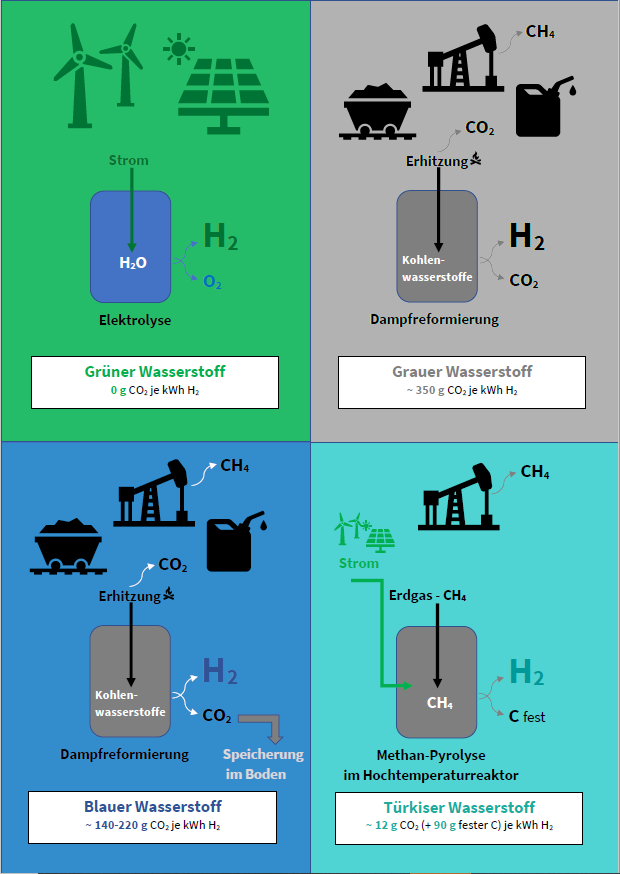 Strom
H₂O
H₂
O₂
Elektrolyse
Grüner Wasserstoff
0 g CO₂ je kWh H₂
CH₄
CO₂
Erhitzung
Kohlen-
wasserstoffe
H₂
CO₂
Dampfreformierung
Grauer Wasserstoff
~ 350 g CO₂ je kWh H₂
CH₄
CO₂
Erhitzung
Kohlen-
wasserstoffe
H₂
CO₂
Dampfreformierung
Speicherung
im Boden
Blauer Wasserstoff
~ 140-220 g CO₂ je kWh H₂
CH₄
Strom
Erdgas - CH₄
CH₄
H₂
C fest
Methan-Pyrolyse
im Hochtemperaturreaktor
Türkiser Wasserstoff
~ 12 g CO₂ (+ 90 g fester C) je kWh H₂